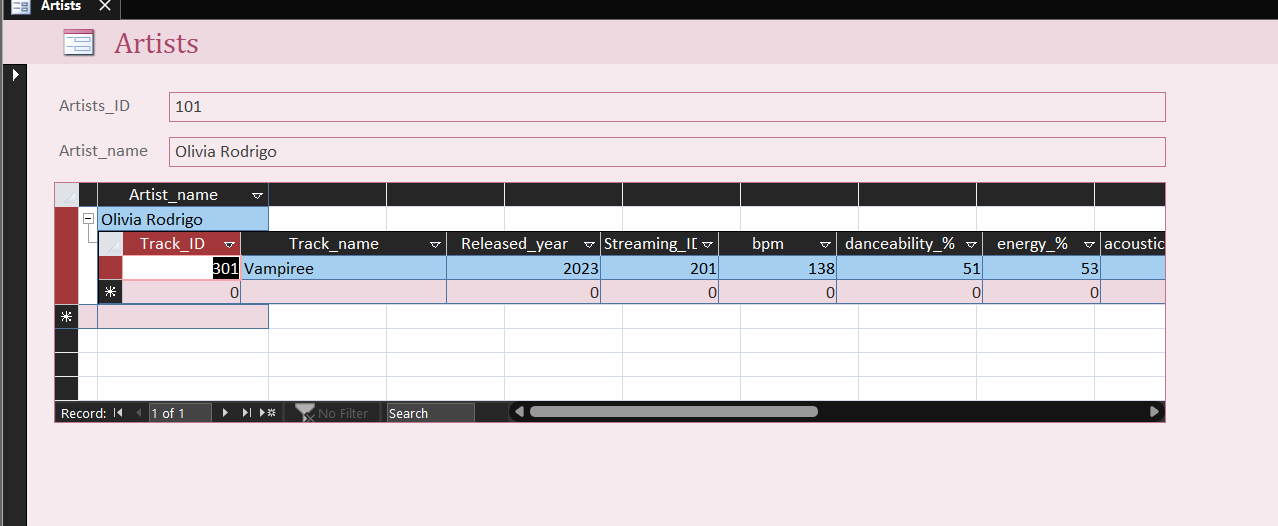 Artists
Artists
Artists_ID 101
Artist_name Olivia Rodrigo
Artist_name
Olivia Rodrigo
Track_ID Track_name Released_year Streaming_ID bpm danceability_% energy_% acoustic
301 Vampiree 2023 201 138 51 53
0 0 0 0 0 0
Record: 1 of 1 No Filter Search